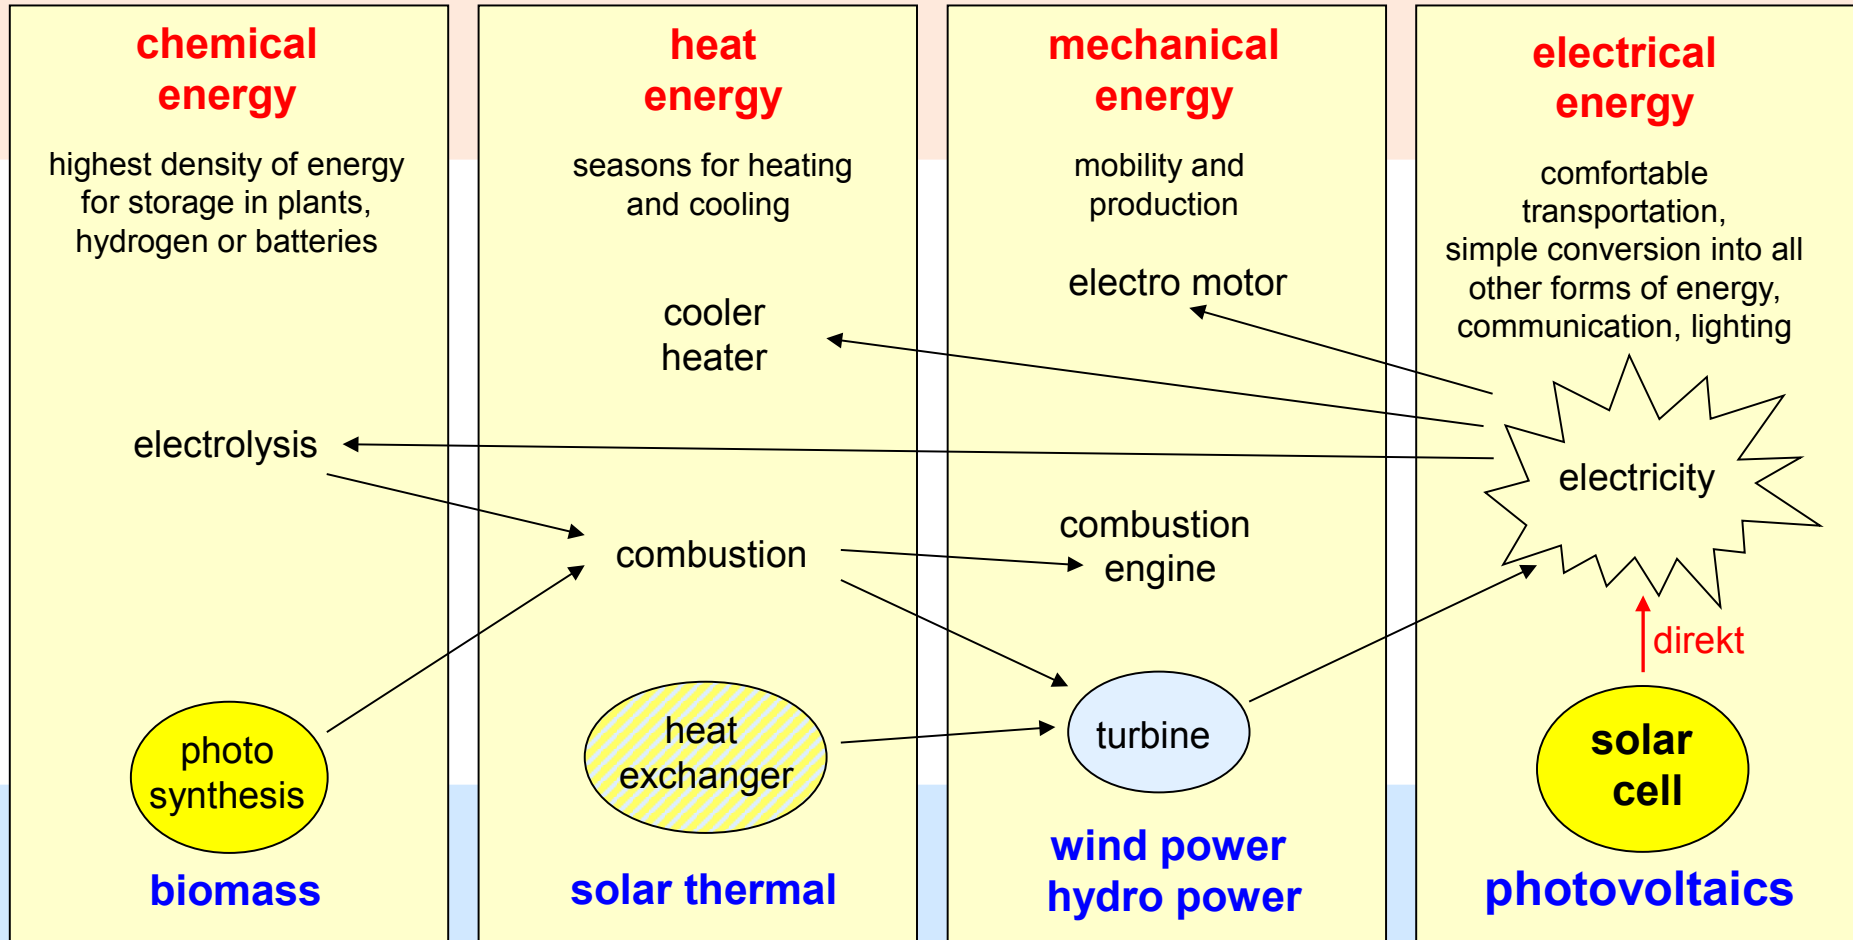 chemical
energy
highest density of energy
for storage in plants,
hydrogen or batteries
electrolysis
photo
synthesis
biomass
heat
energy
seasons for heating
and cooling
cooler
heater
combustion
heat
exchanger
solar thermal
mechanical
energy
mobility and
production
electro motor
combustion
engine
turbine
wind power
hydro power
electrical
energy
comfortable
transportation,
simple conversion into all
other forms of energy,
communication, lighting
electricity
direkt
solar
cell
photovoltaics